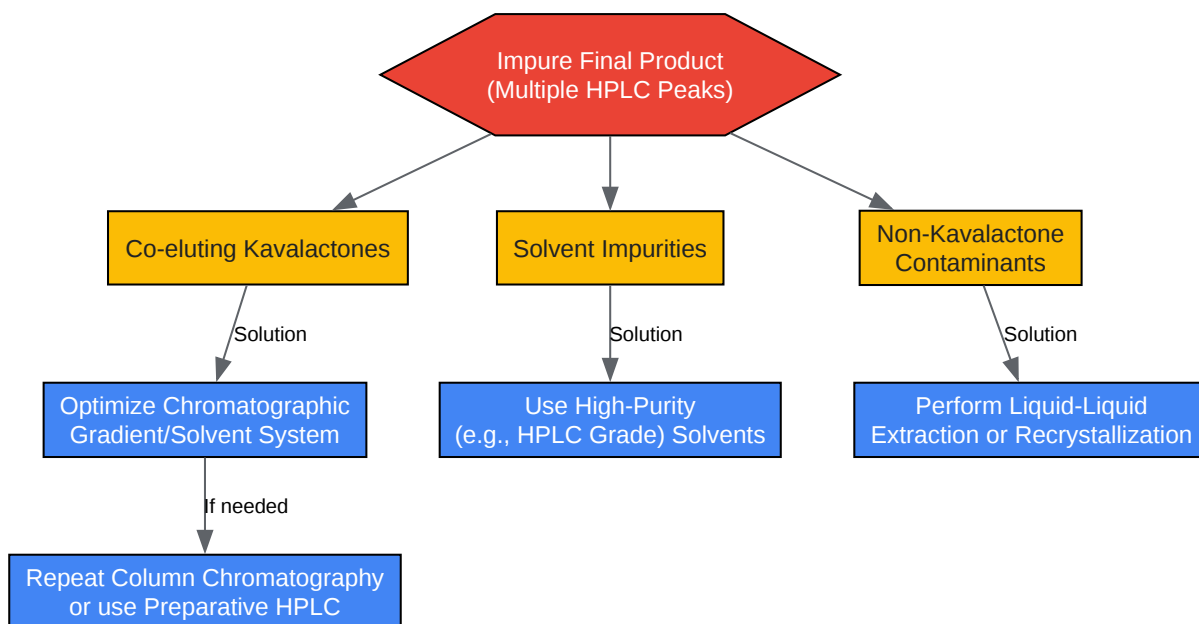 Impure Final Product
(Multiple HPLC Peaks)
Co-eluting Kavalactones
Solvent Impurities
Non-Kavalactone
Contaminants
Solution
Solution
Solution
Optimize Chromatographic
Gradient/Solvent System
Use High-Purity
(e.g., HPLC Grade) Solvents
Perform Liquid-Liquid
Extraction or Recrystallization
If needed
Repeat Column Chromatography
or use Preparative HPLC